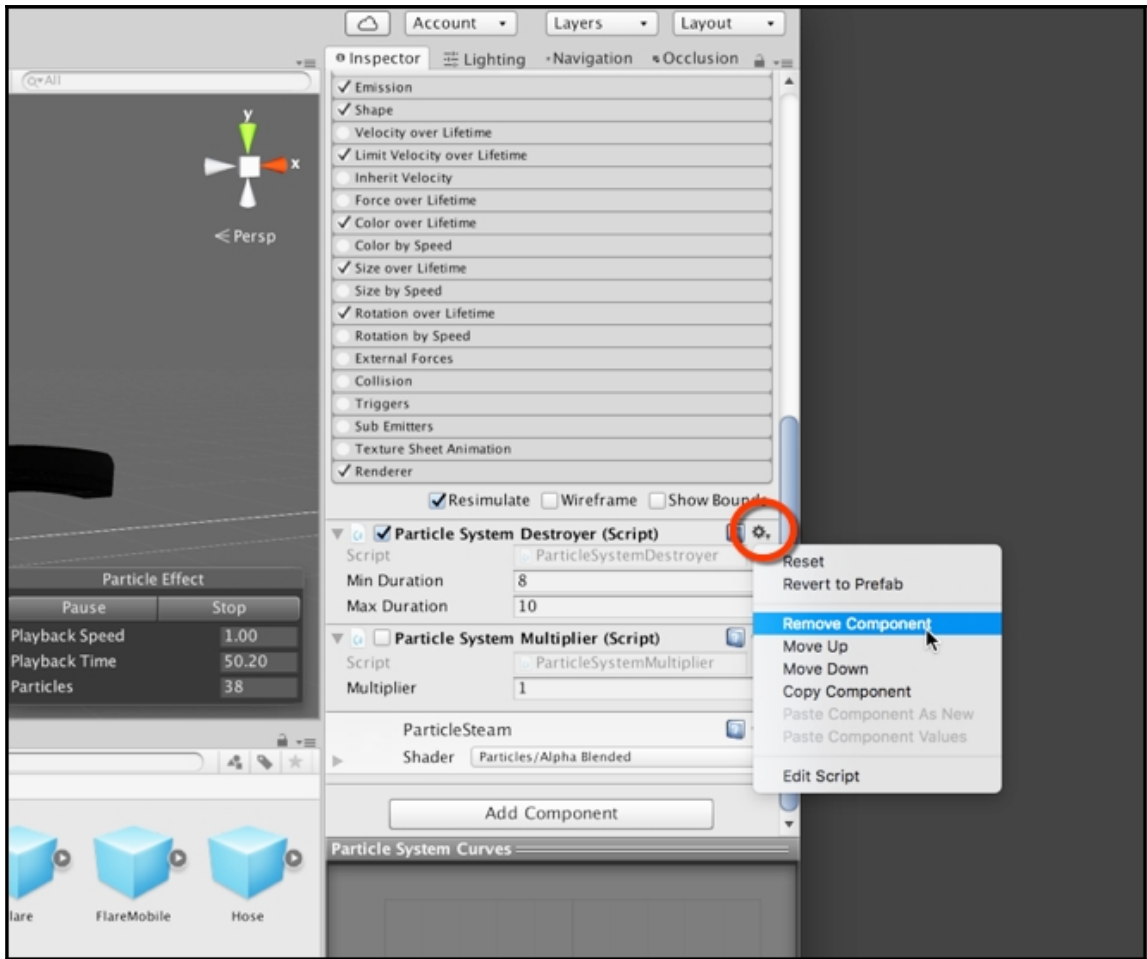 Account
Layers
Layout
Inspector
Lighting
Navigation
Occlusion
All
Emission
Shape
Velocity over Lifetime
Limit Velocity over Lifetime
Inherit Velocity
Force over Lifetime
Color over Lifetime
Color by Speed
Size over Lifetime
Size by Speed
Rotation over Lifetime
Rotation by Speed
External Forces
Collision
Triggers
Sub Emitters
Texture Sheet Animation
Renderer
y
x
Persp
Resimulate Wireframe Show Bounds
Particle System Destroyer (Script)
Script ParticleSystemDestroyer
Min Duration 8
Max Duration 10
Particle System Multiplier (Script)
Script ParticleSystemMultiplier
Multiplier 1
ParticleSteam
Shader Particles/Alpha Blended
Add Component
Particle System Curves
Reset
Revert to Prefab
Remove Component
Move Up
Move Down
Copy Component
Paste Component As New
Paste Component Values
Edit Script
Particle Effect
Pause Stop
Playback Speed 1.00
Playback Time 50.20
Particles 38
lare
FlareMobile
Hose